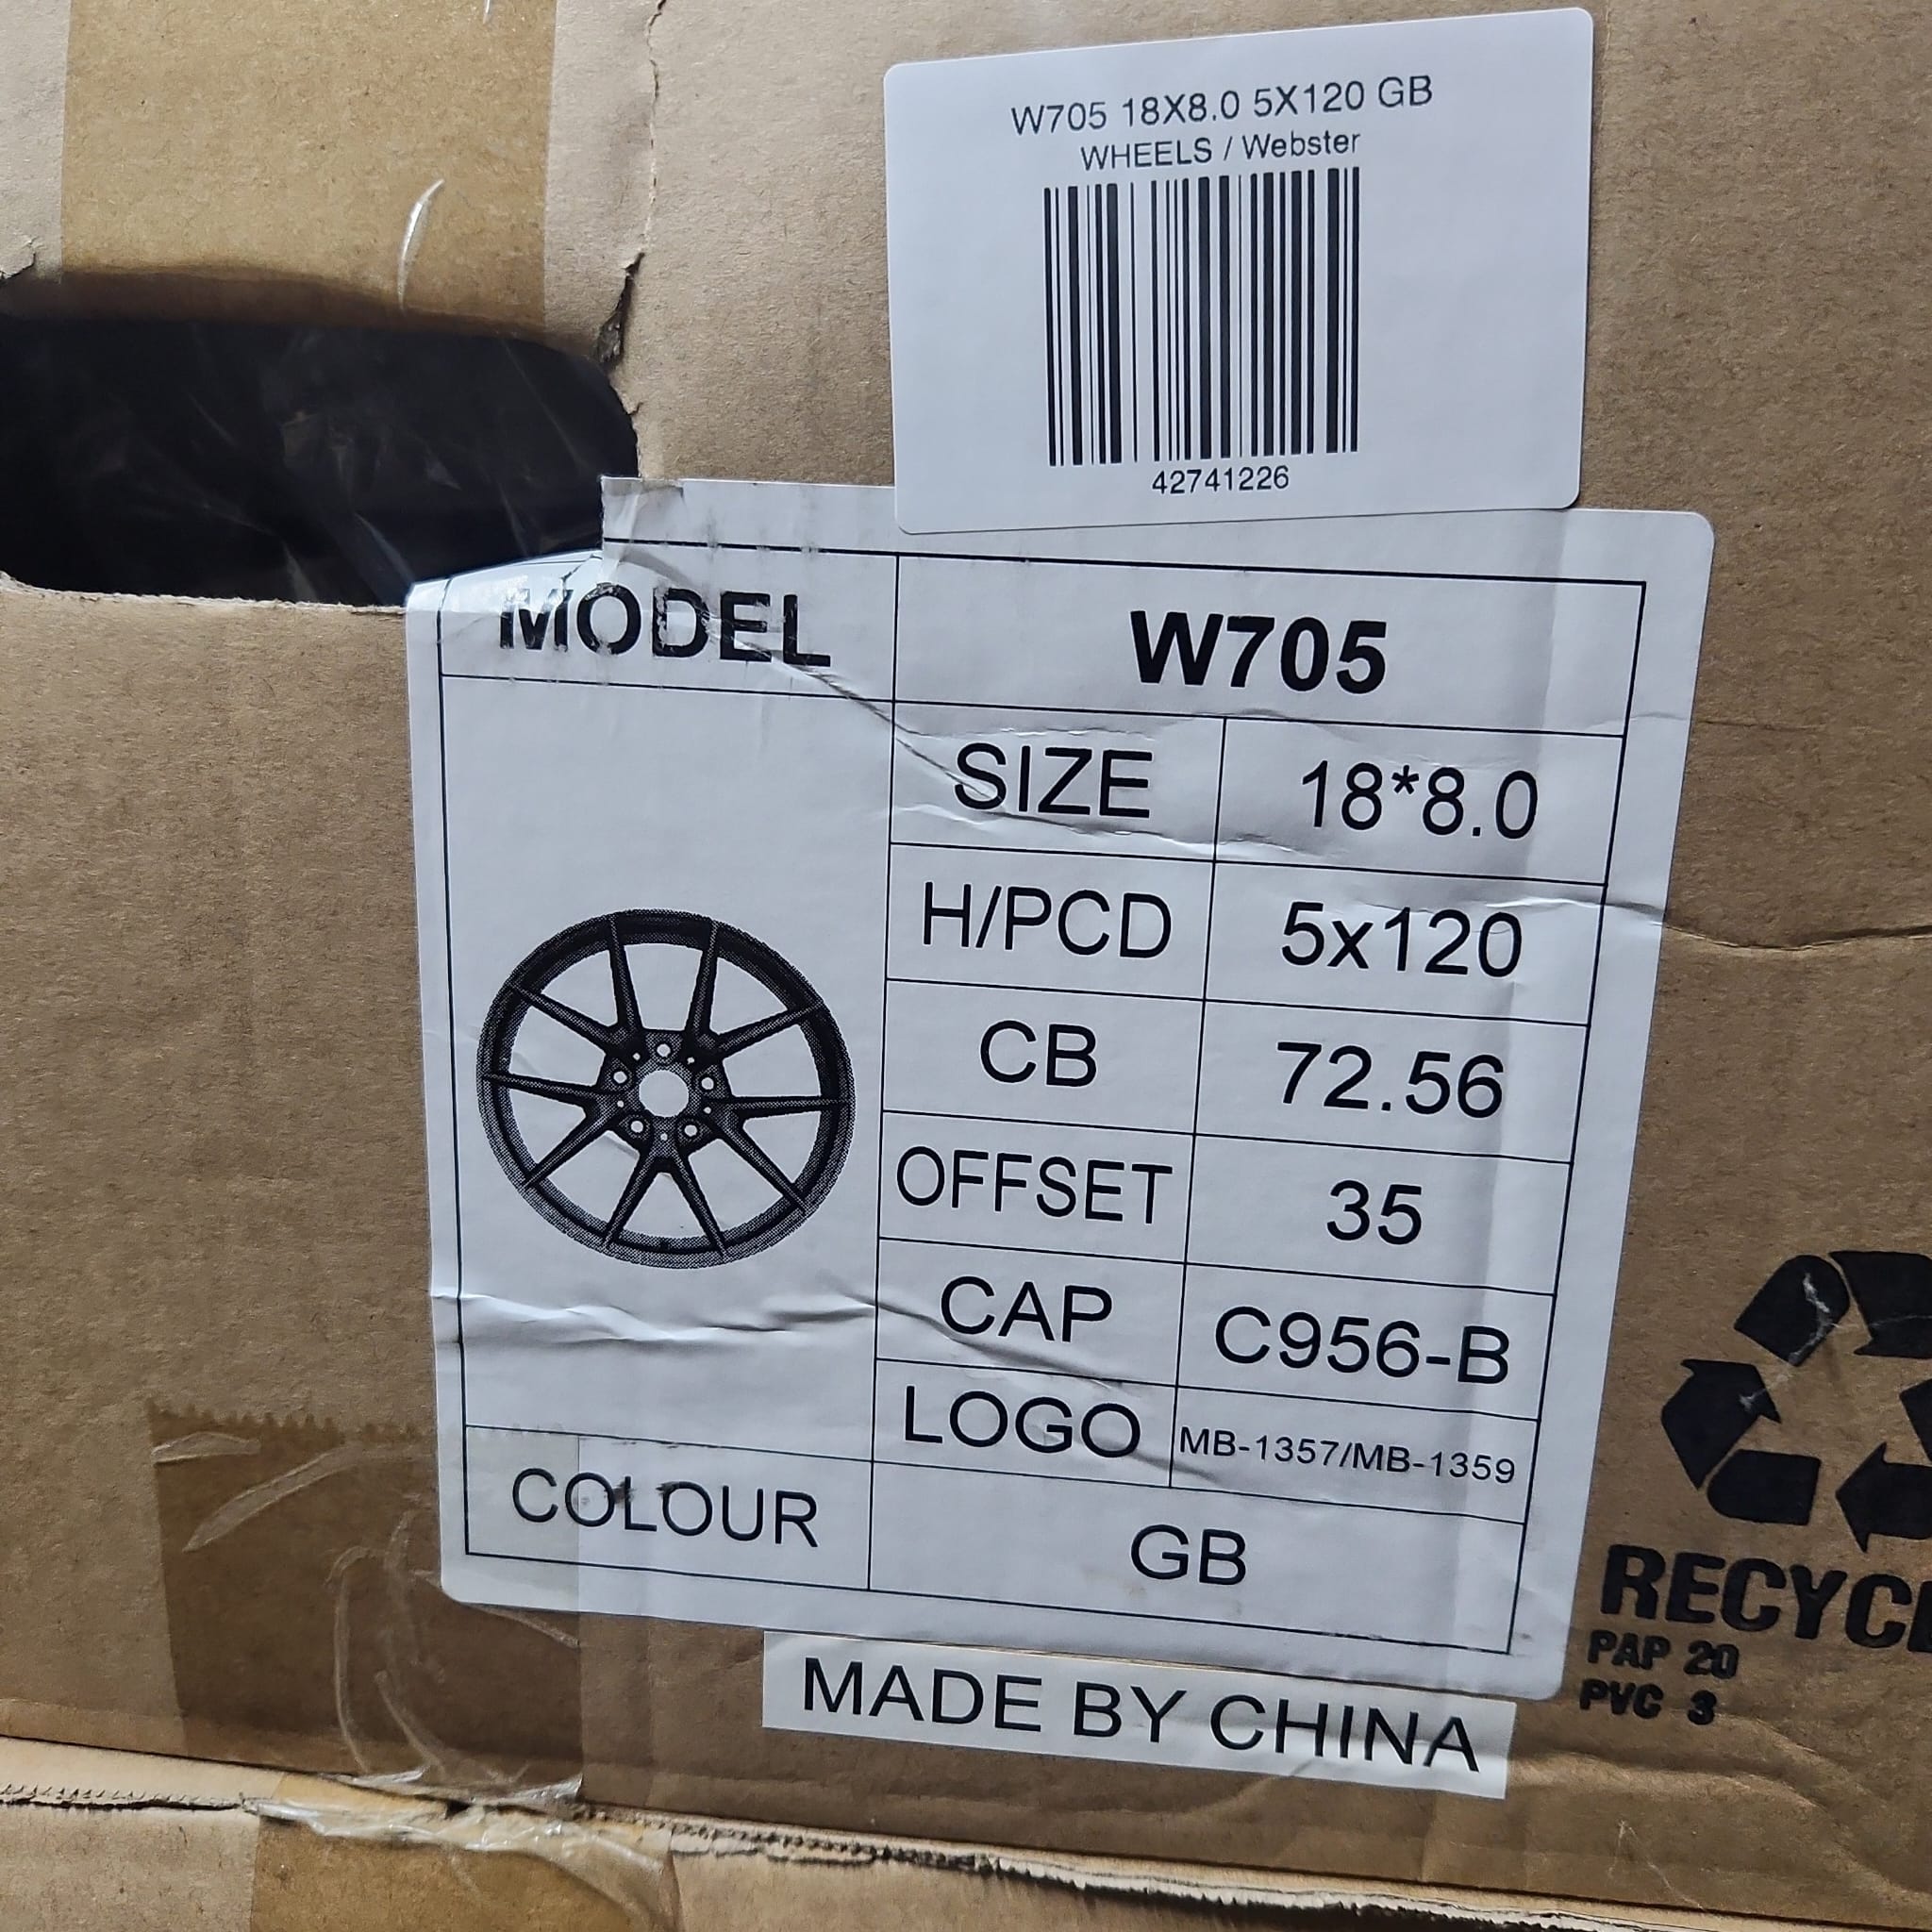 W705 18X8.0 5X120 GB
WHEELS / Webster
42741226
MODEL W705
SIZE 18*8.0
H/PCD 5x120
CB 72.56
OFFSET 35
CAP C956-B
LOGO MB-1357/MB-1359
COLOUR GB
MADE BY CHINA
RECYCL
PAP 20
PVC 3